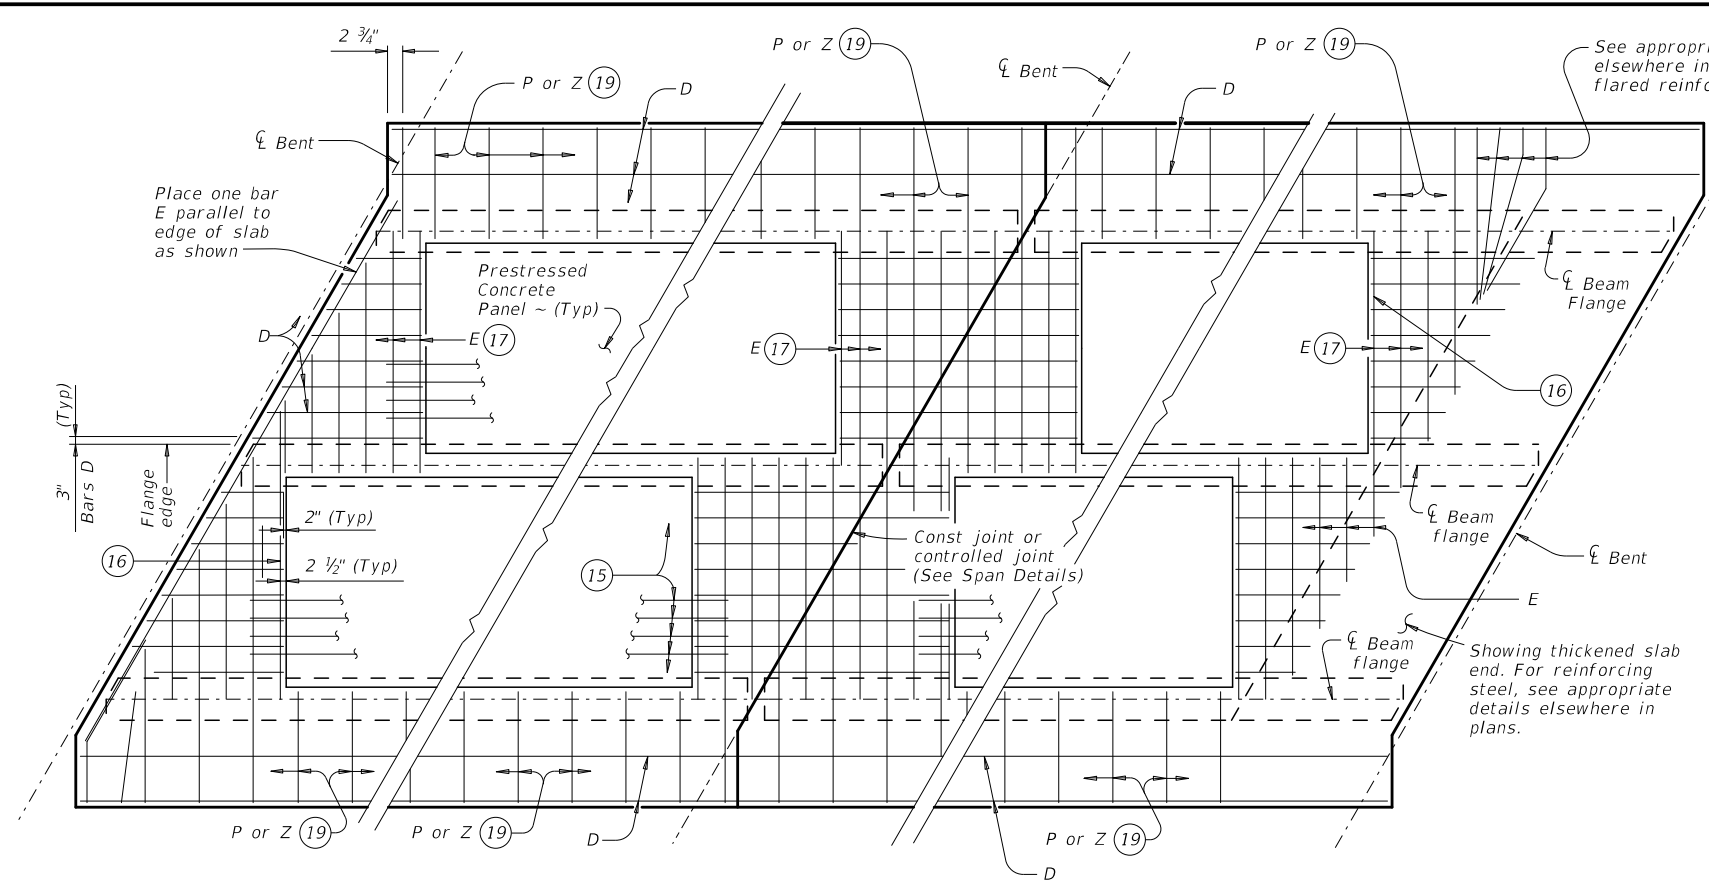 2 ¾"
P or Z 19
D
P or Z 19
℄ Bent
D
P or Z 19
See
elsewhere in
flared
℄ Bent
Place one bar
E parallel to
edge of slab
as shown
Prestressed
Concrete
Panel ~ (Typ)
℄ Beam
Flange
D
E 17
E 17
E 17
16
(Typ)
3"
Bars D
Flange
edge
2" (Typ)
16
2 ½" (Typ)
15
Const joint or
controlled joint
(See Span Details)
℄ Beam
flange
℄ Bent
E
℄ Beam
flange
Showing thickened slab
end. For reinforcing
steel, see appropriate
details elsewhere in
plans.
P or Z 19
P or Z 19
D
P or Z 19
D